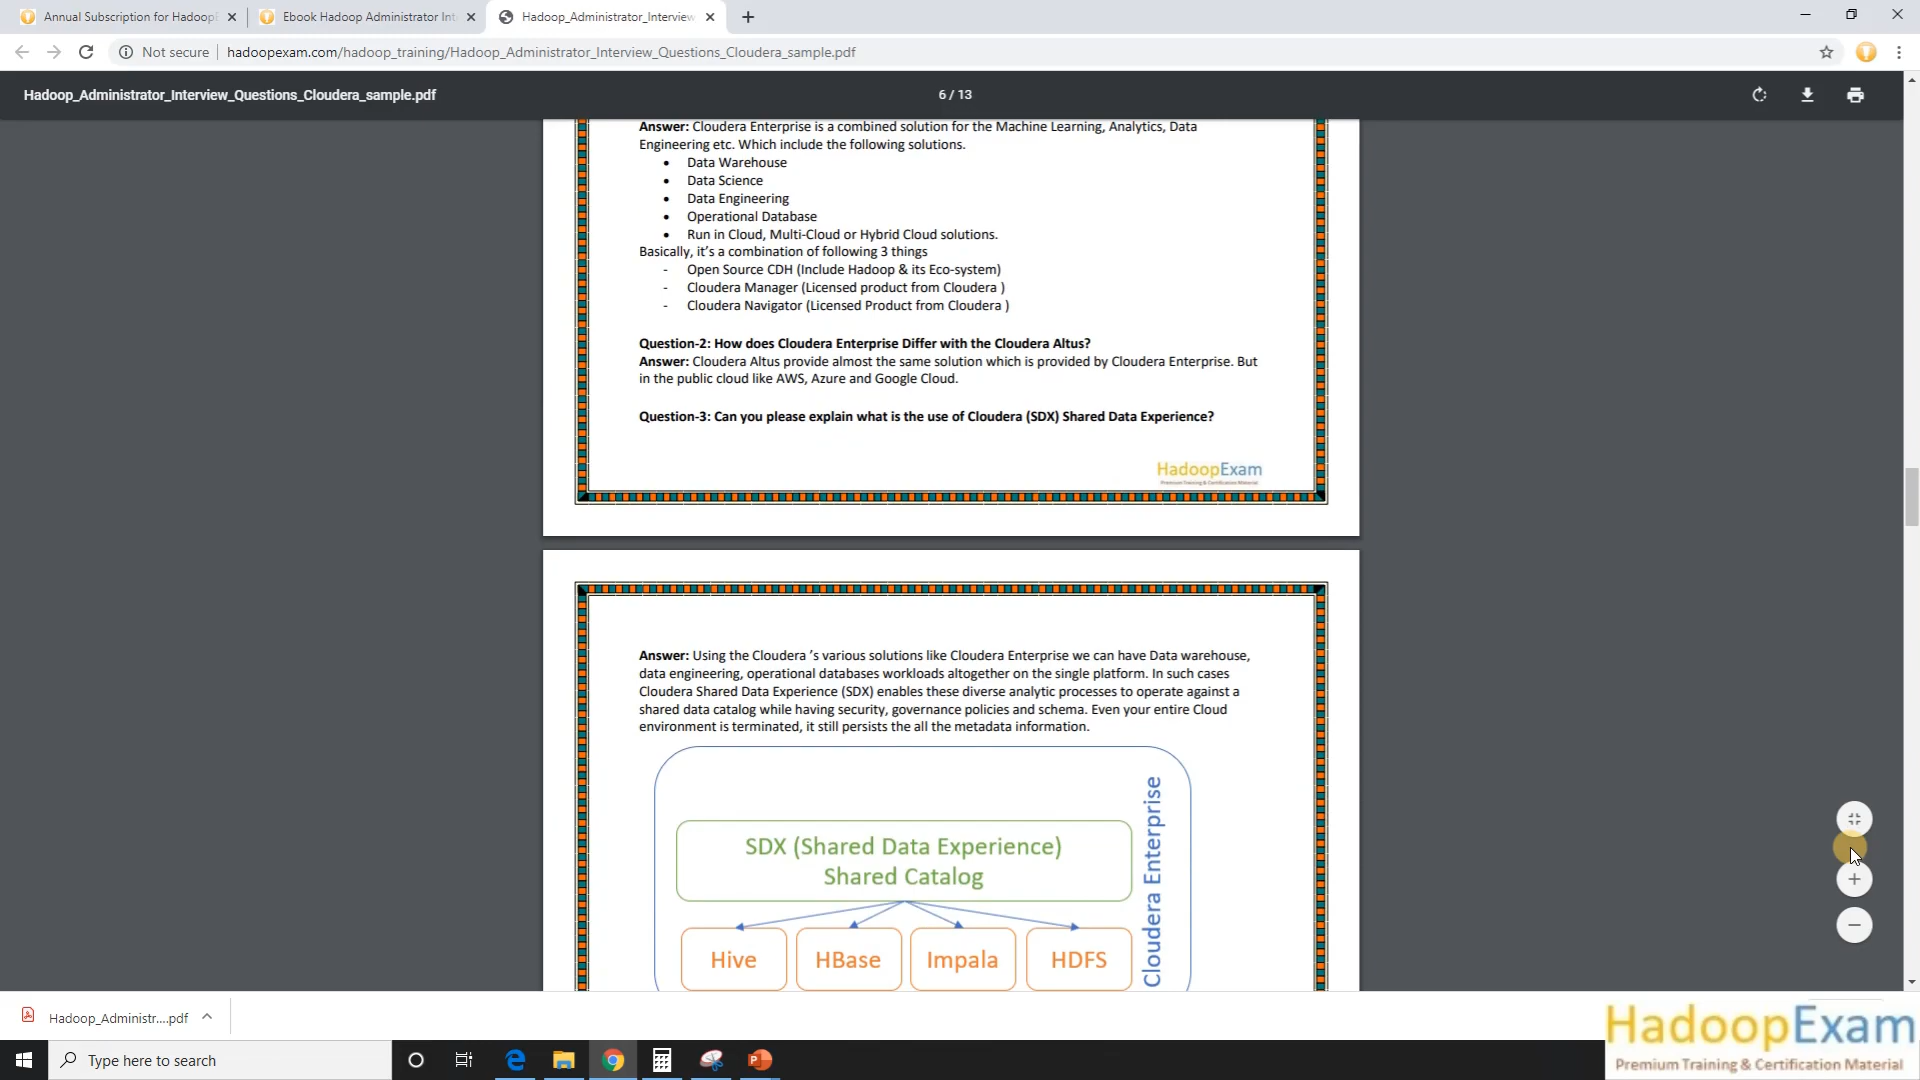 Annual Subscription for HadoopE
Ebook Hadoop Administrator Int
Hadoop_Administrator_Interview
Not secure
hadoopexam.com/hadoop_training/Hadoop_Administrator_Interview_Questions_Cloudera_sample.pdf
Hadoop_Administrator_Interview_Questions_Cloudera_sample.pdf
6 / 13
Answer: Cloudera Enterprise is a combined solution for the Machine Learning, Analytics, Data
Engineering etc. Which include the following solutions.
• Data Warehouse
• Data Science
• Data Engineering
• Operational Database
• Run in Cloud, Multi-Cloud or Hybrid Cloud solutions.
Basically, it's a combination of following 3 things
- Open Source CDH (Include Hadoop & its Eco-system)
- Cloudera Manager (Licensed product from Cloudera )
- Cloudera Navigator (Licensed Product from Cloudera )
Question-2: How does Cloudera Enterprise Differ with the Cloudera Altus?
Answer: Cloudera Altus provide almost the same solution which is provided by Cloudera Enterprise. But
in the public cloud like AWS, Azure and Google Cloud.
Question-3: Can you please explain what is the use of Cloudera (SDX) Shared Data Experience?
HadoopExam
Premium Training & Certification Material
Answer: Using the Cloudera 's various solutions like Cloudera Enterprise we can have Data warehouse,
data engineering, operational databases workloads altogether on the single platform. In such cases
Cloudera Shared Data Experience (SDX) enables these diverse analytic processes to operate against a
shared data catalog while having security, governance policies and schema. Even your entire Cloud
environment is terminated, it still persists the all the metadata information.
SDX (Shared Data Experience)
Shared Catalog
Cloudera Enterprise
Hive
HBase
Impala
HDFS
Hadoop_Administr....pdf
Type here to search
HadoopExam
Premium Training & Certification Material